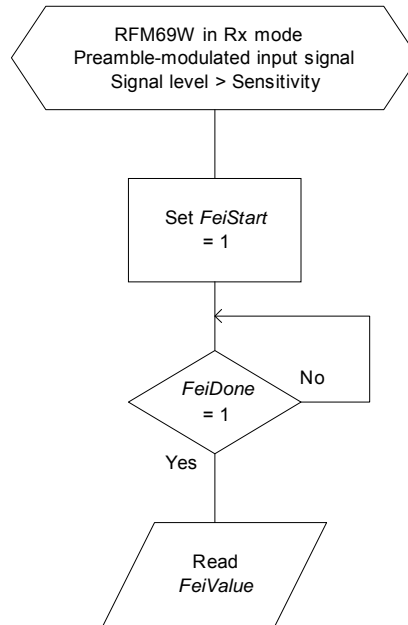 RFM69W in Rx mode
Preamble-modulated input signal
Signal level > Sensitivity
Set FeiStart
= 1
No
FeiDone
= 1
Yes
Read
FeiValue